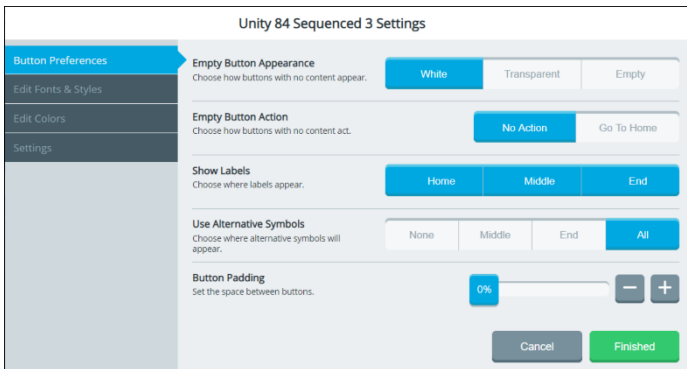 Unity 84 Sequenced 3 Settings
Button Preferences
Edit Fonts & Styles
Edit Colors
Settings
Empty Button Appearance
Choose how buttons with no content appear.
White
Transparent
Empty
Empty Button Action
Choose how buttons with no content act.
No Action
Go To Home
Show Labels
Choose where labels appear.
Home
Middle
End
Use Alternative Symbols
Choose where alternative symbols will
appear.
None
Middle
End
All
Button Padding
Set the space between buttons.
0%
Cancel
Finished